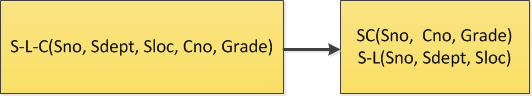 S-L-C(Sno, Sdept, Sloc, Cno, Grade)
SC(Sno, Cno, Grade)
S-L(Sno, Sdept, Sloc)